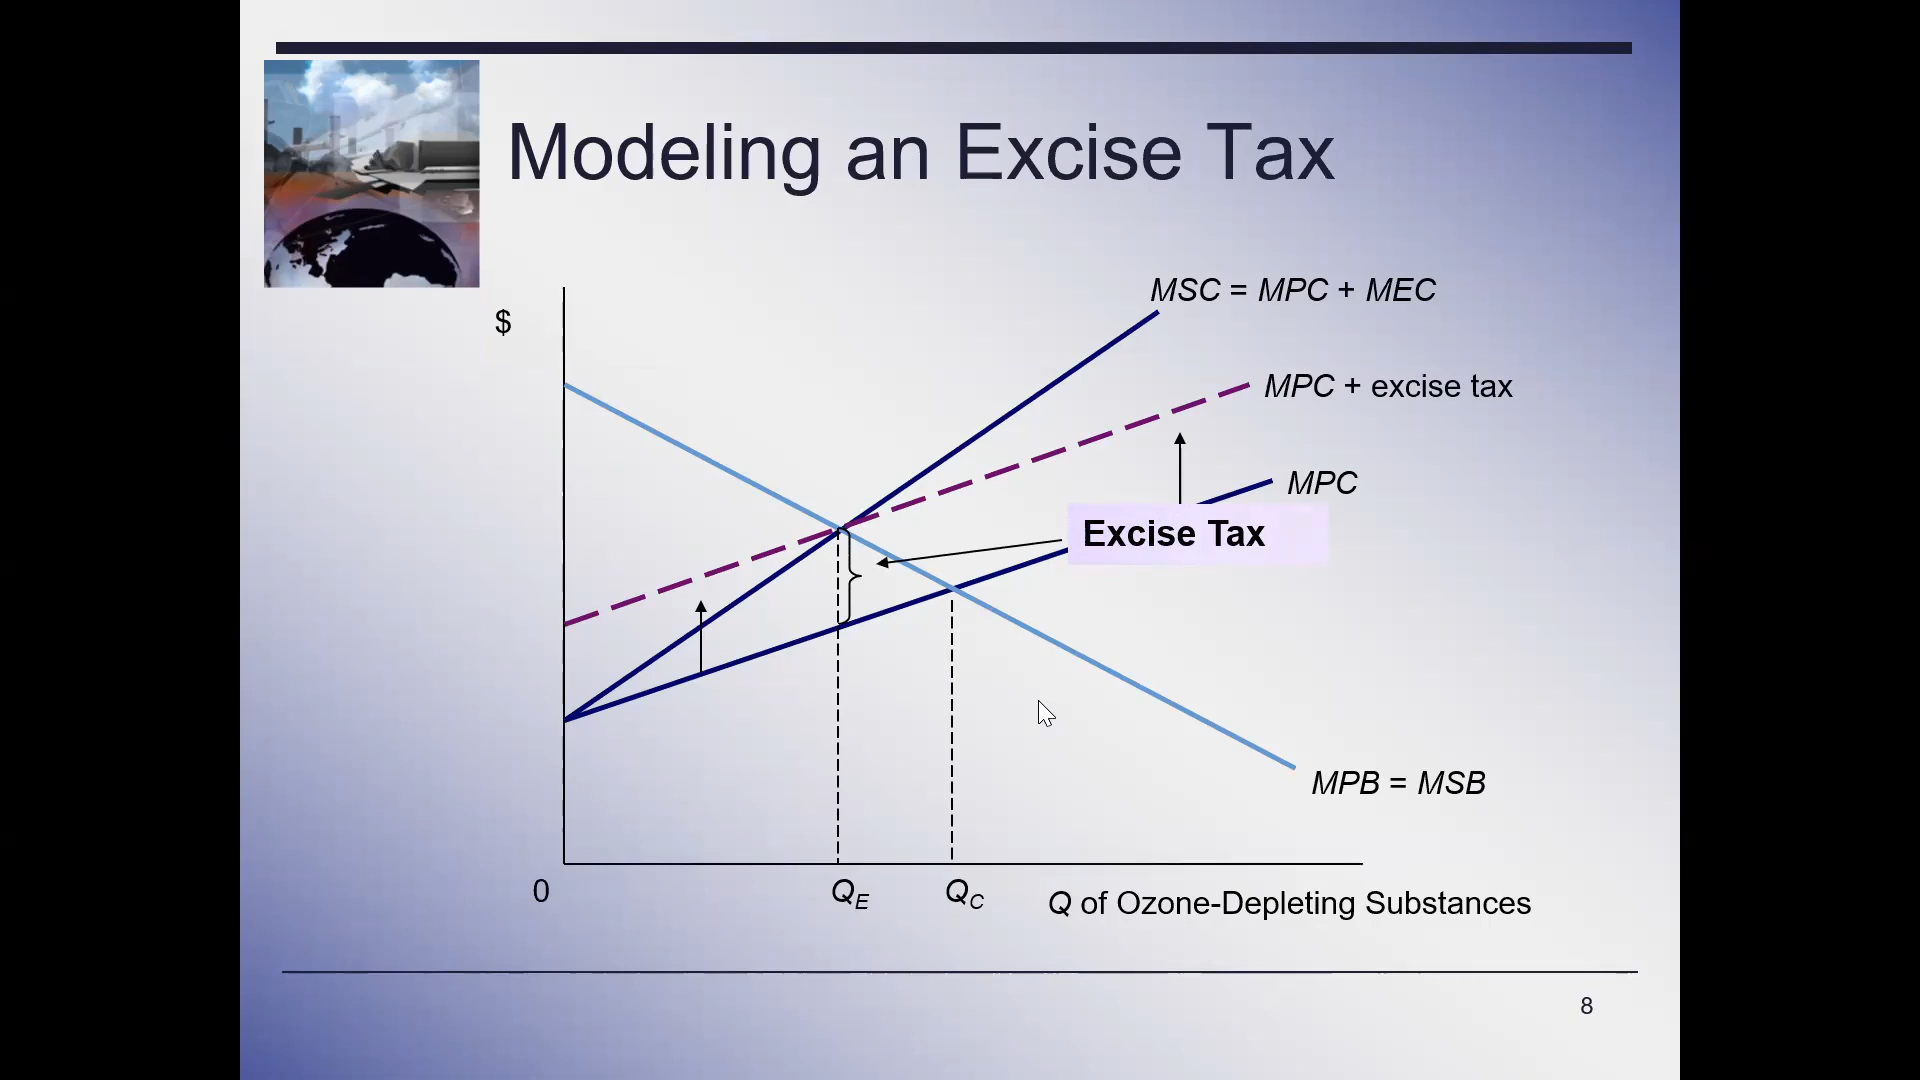 Modeling an Excise Tax
MSC = MPC + MEC
$
MPC + excise tax
MPC
Excise Tax
MPB = MSB
0
QE
QC
Q of Ozone-Depleting Substances
8